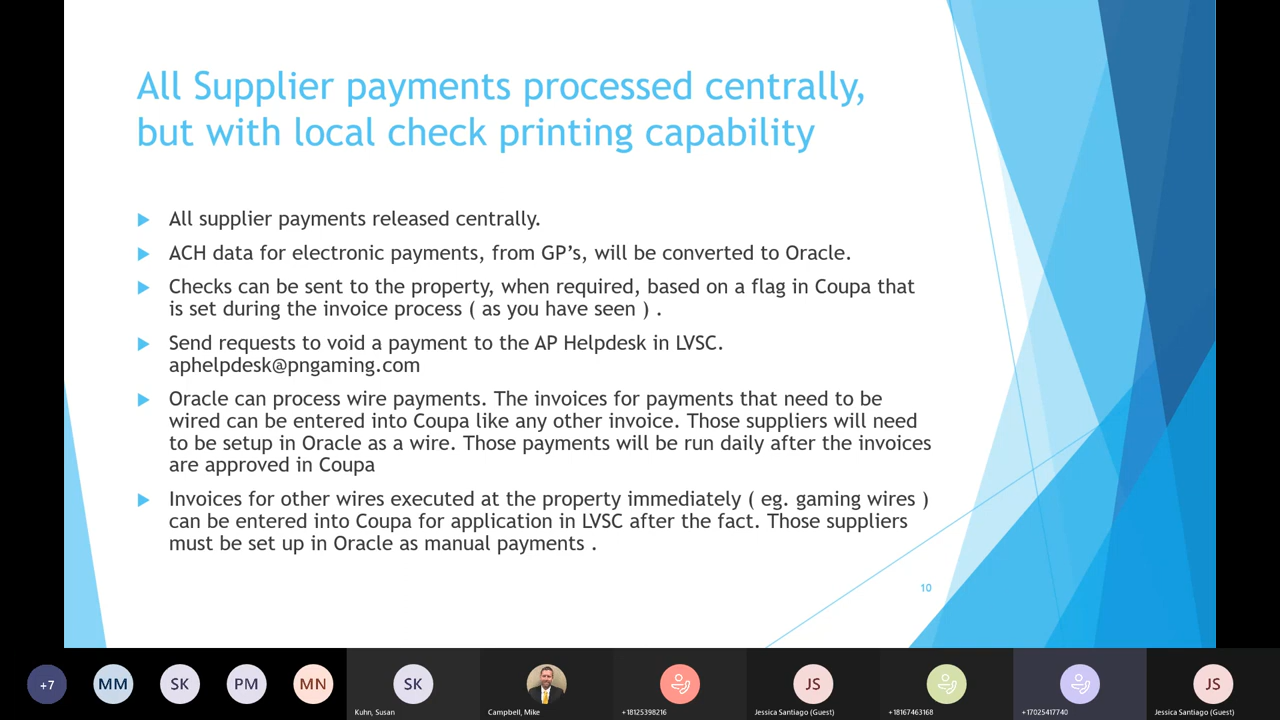 All Supplier payments processed centrally,
but with local check printing capability
All supplier payments released centrally.
ACH data for electronic payments, from GP’s, will be converted to Oracle.
Checks can be sent to the property, when required, based on a flag in Coupa that
is set during the invoice process ( as you have seen ) .
Send requests to void a payment to the AP Helpdesk in LVSC.
aphelpdesk@pngaming.com
Oracle can process wire payments. The invoices for payments that need to be
wired can be entered into Coupa like any other invoice. Those suppliers will need
to be setup in Oracle as a wire. Those payments will be run daily after the invoices
are approved in Coupa
Invoices for other wires executed at the property immediately ( eg. gaming wires )
can be entered into Coupa for application in LVSC after the fact. Those suppliers
must be set up in Oracle as manual payments .
10
+7
MM
SK
PM
MN
SK
JS
JS
Kuhn, Susan
Campbell, Mike
+18125398216
Jessica Santiago (Guest)
+18167463168
+17025417740
Jessica Santiago (Guest)